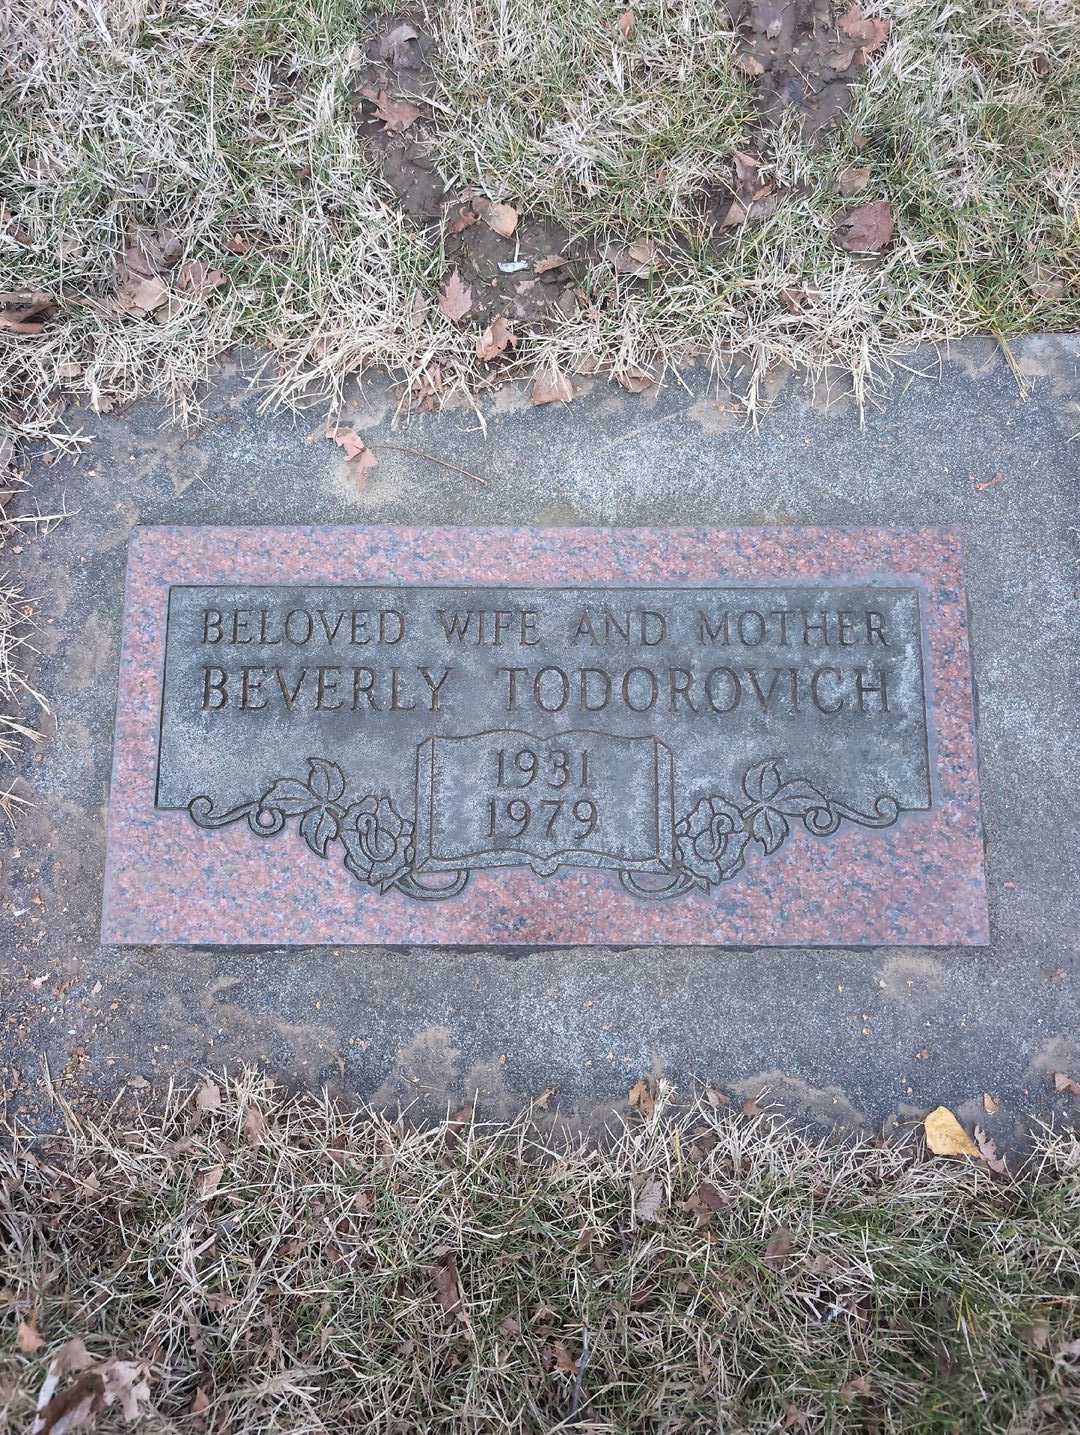 BELOVED WIFE AND MOTHER
BEVERLY TODOROVICH
1931
1979